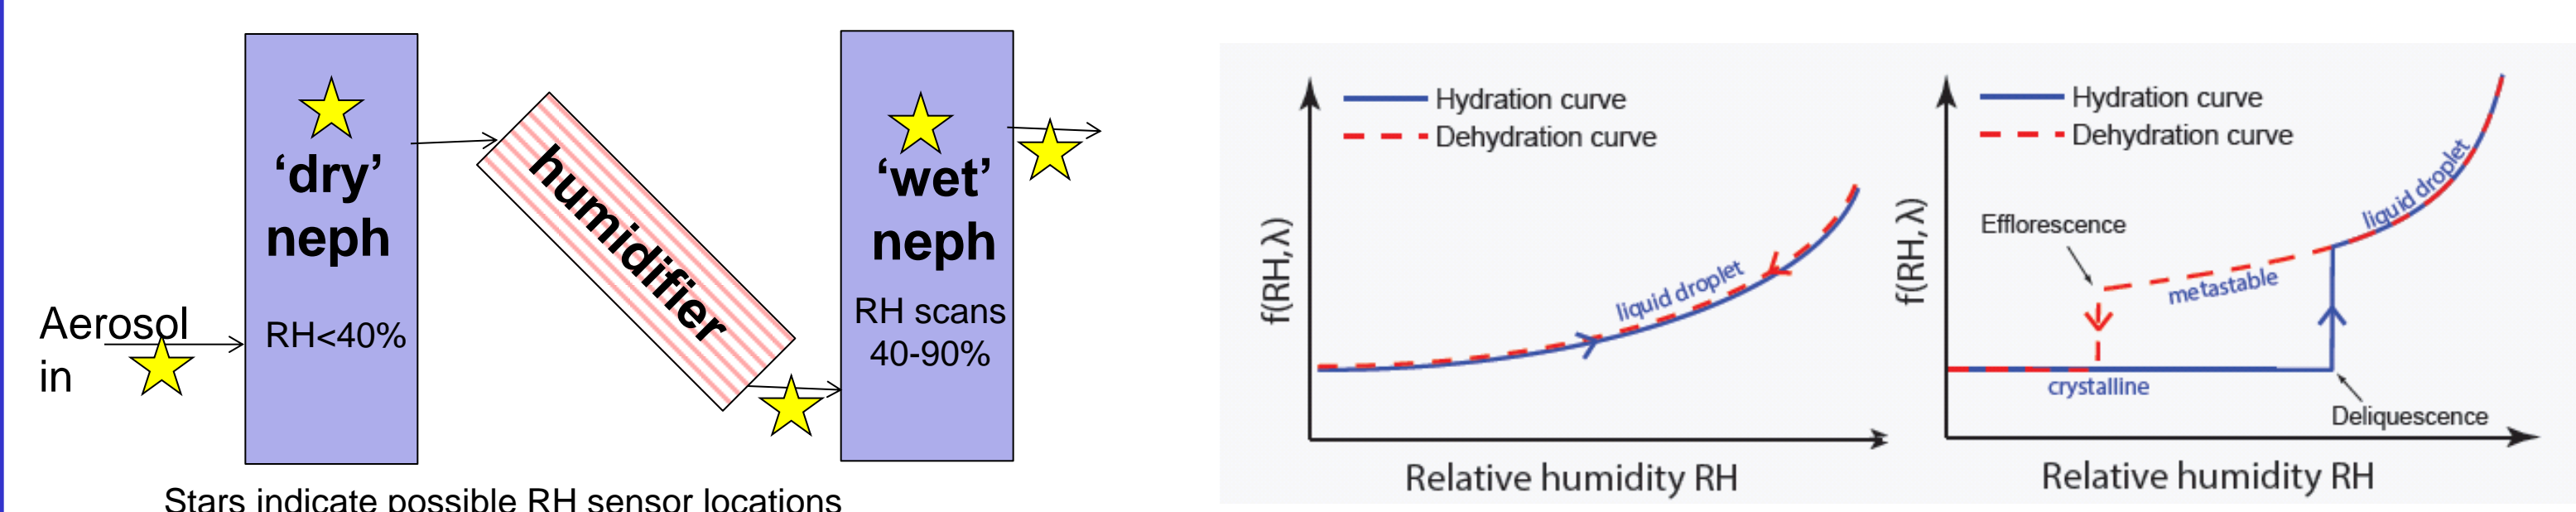 Aerosol
in
‘dry’
neph
RH<40%
humidifier
‘wet’
neph
RH scans
40-90%
Stars indicate possible RH sensor locations
Hydration curve
Dehydration curve
f(RH,λ)
liquid droplet
Relative humidity RH
Hydration curve
Dehydration curve
f(RH,λ)
Efflorescence
liquid droplet
metastable
crystalline
Deliquescence
Relative humidity RH